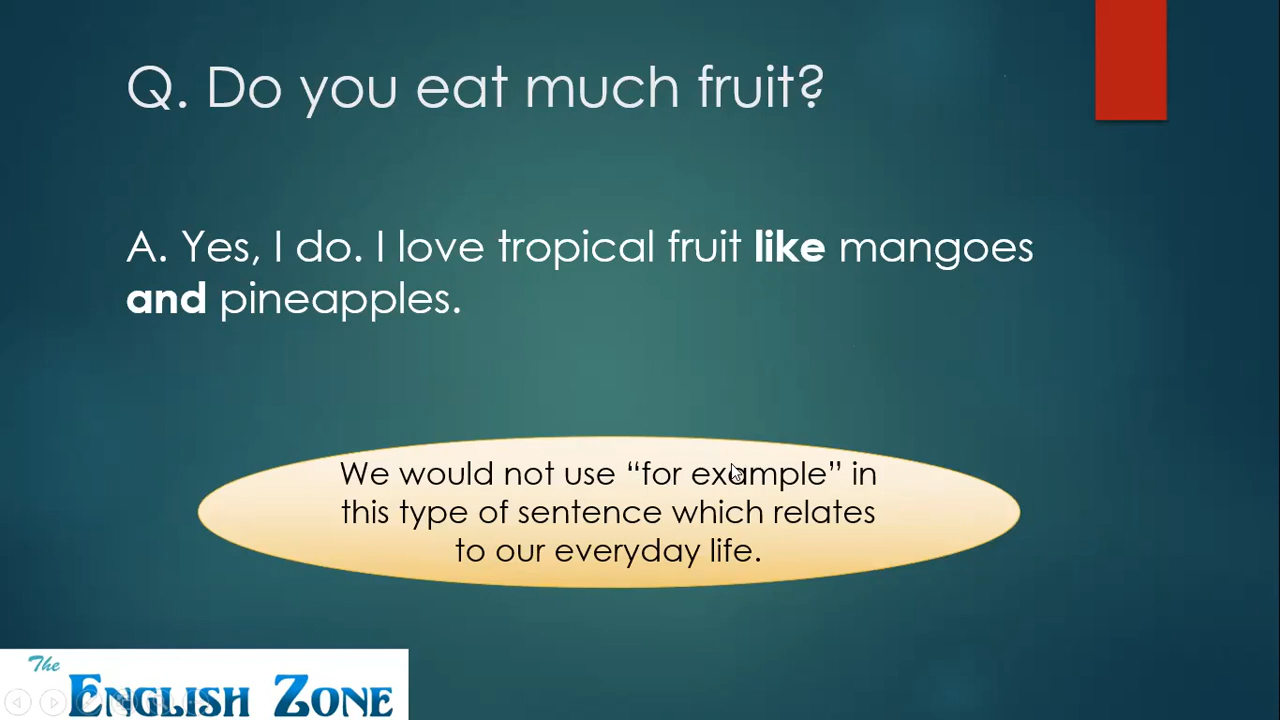 Q. Do you eat much fruit?
A. Yes, I do. I love tropical fruit like mangoes
and pineapples.
We would not use “for example” in
this type of sentence which relates
to our everyday life.
The
ENGLISH ZONE